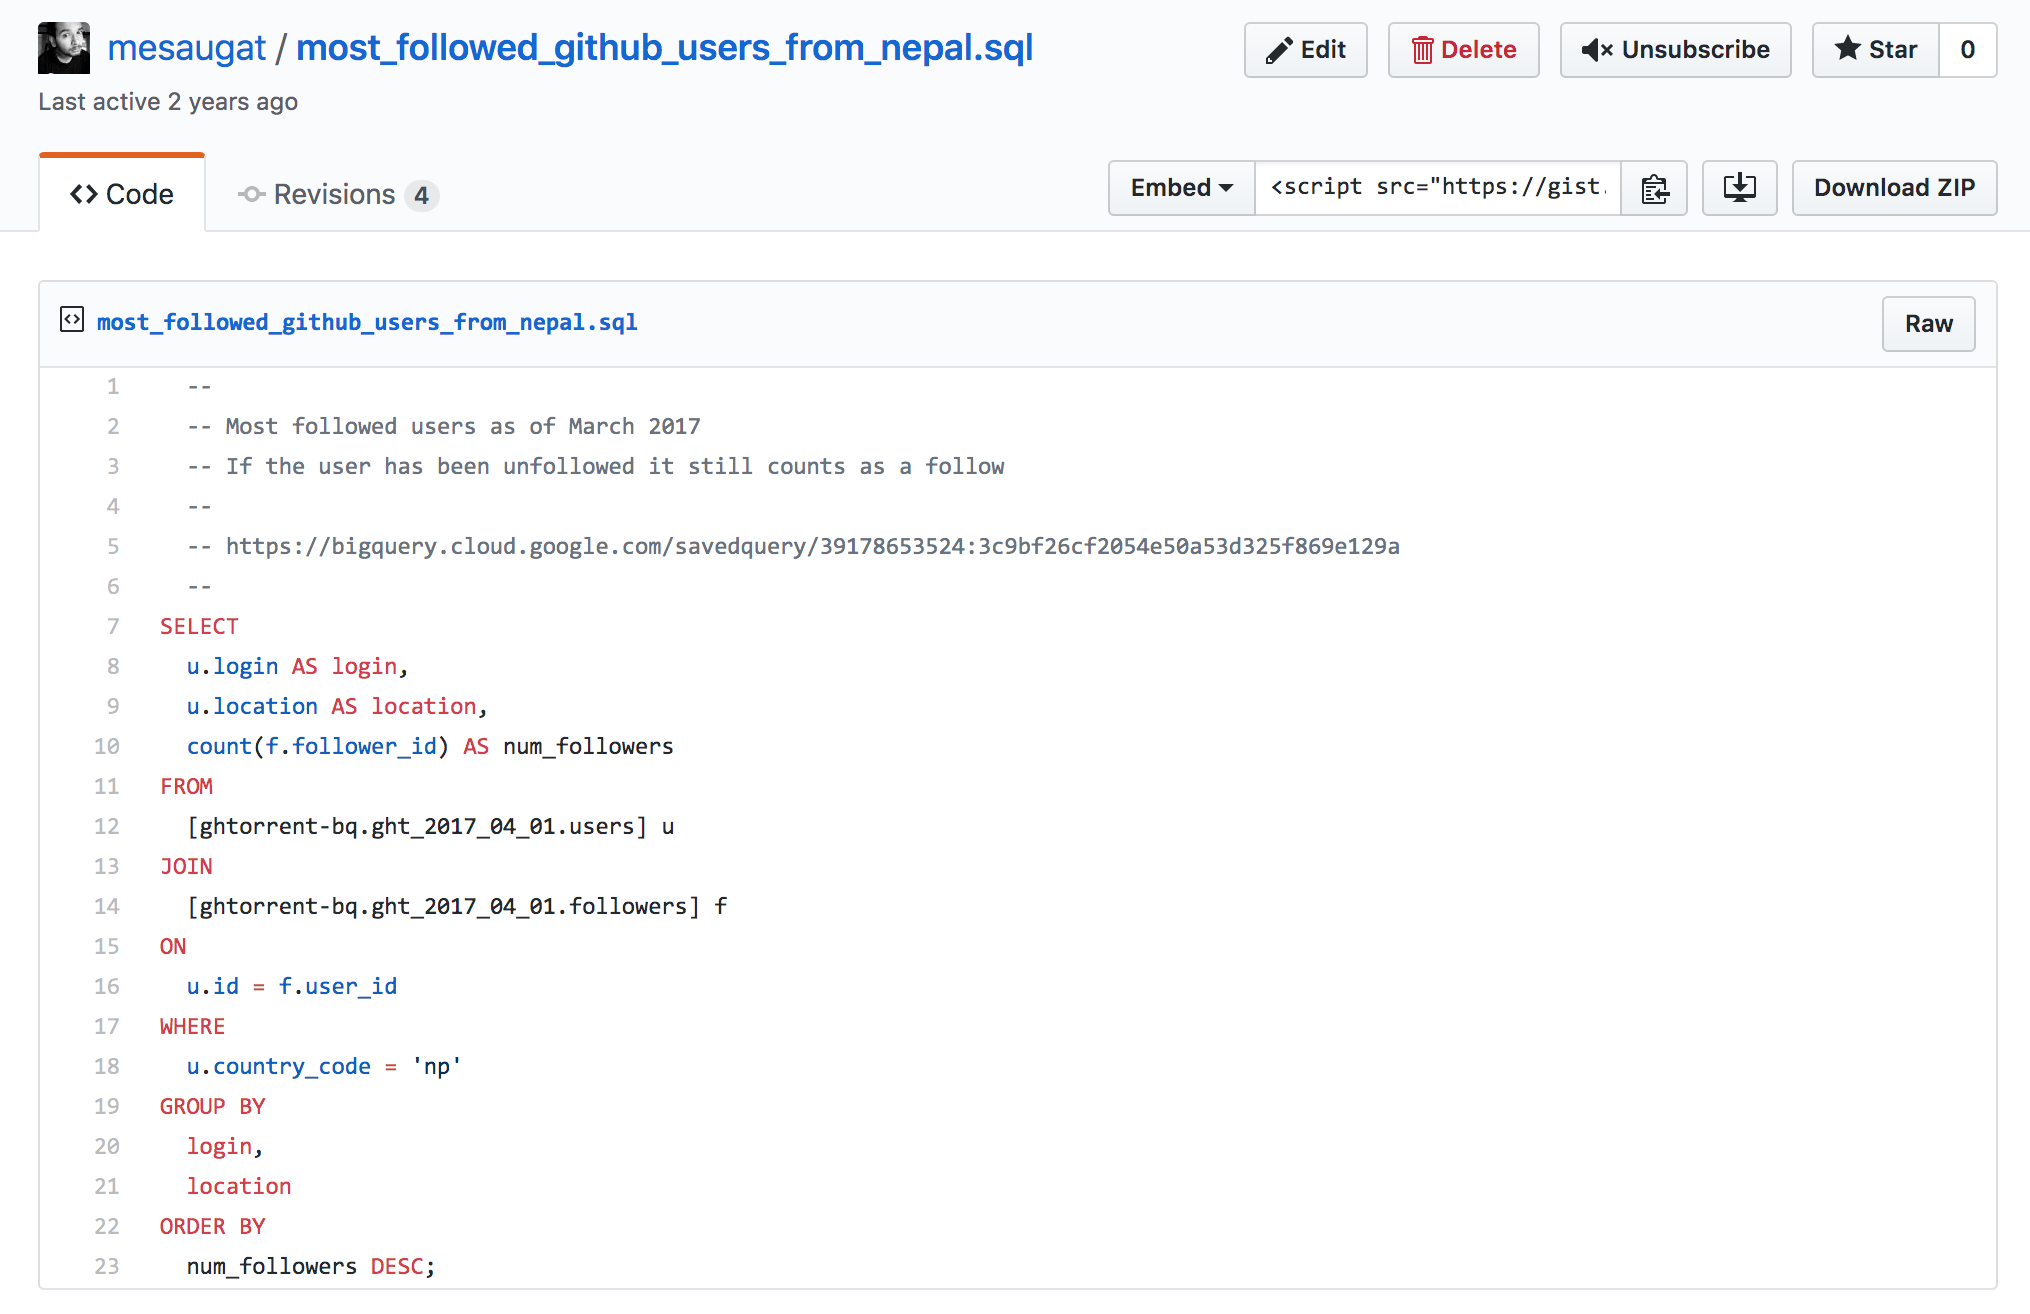 mesaugat / most_followed_github_users_from_nepal.sql
Edit
Delete
Unsubscribe
Star 0
Last active 2 years ago
Code
Revisions 4
Embed
<script src="https://gist.
Download ZIP
most_followed_github_users_from_nepal.sql
Raw
1 --
2 -- Most followed users as of March 2017
3 -- If the user has been unfollowed it still counts as a follow
4 --
5 -- https://bigquery.cloud.google.com/savedquery/39178653524:3c9bf26cf2054e50a53d325f869e129a
6 --
7 SELECT
8 u.login AS login,
9 u.location AS location,
10 count(f.follower_id) AS num_followers
11 FROM
12 [ghtorrent-bq.ght_2017_04_01.users] u
13 JOIN
14 [ghtorrent-bq.ght_2017_04_01.followers] f
15 ON
16 u.id = f.user_id
17 WHERE
18 u.country_code = 'np'
19 GROUP BY
20 login,
21 location
22 ORDER BY
23 num_followers DESC;